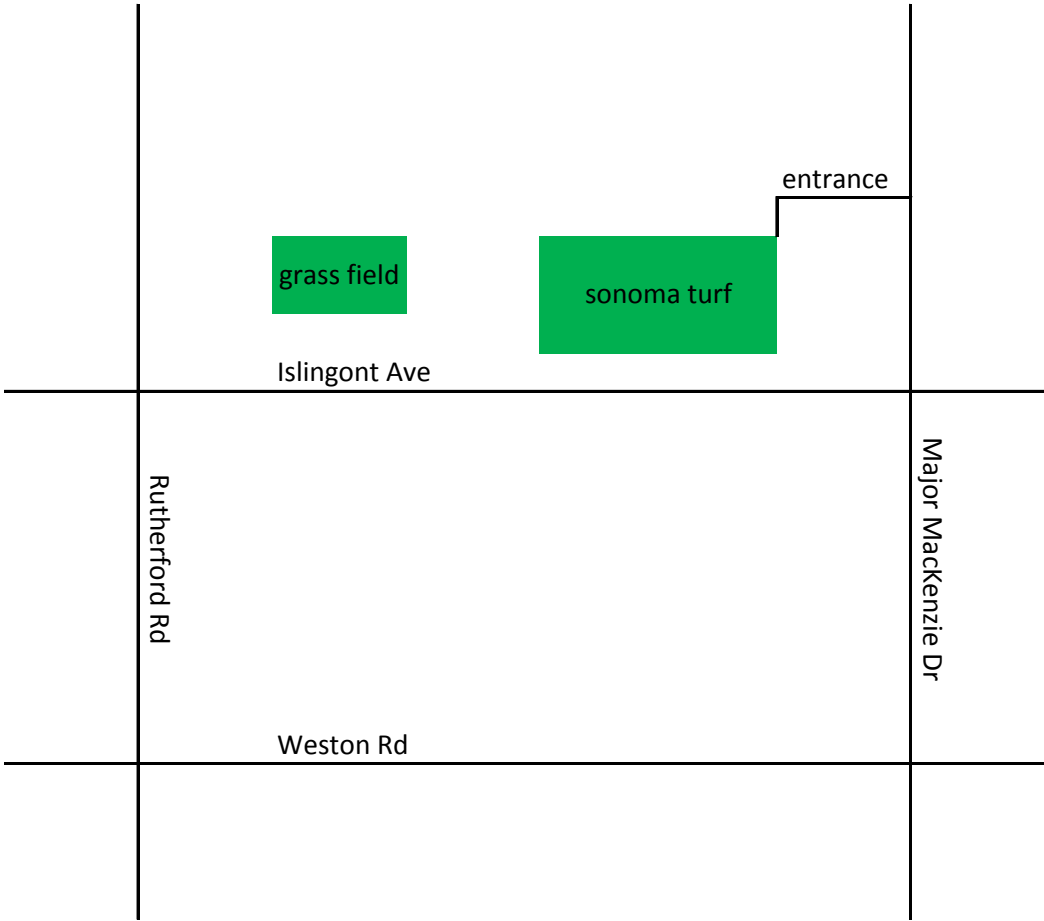 entrance
grass field
sonoma turf
Islingont Ave
Rutherford Rd
Major MacKenzie Dr
Weston Rd